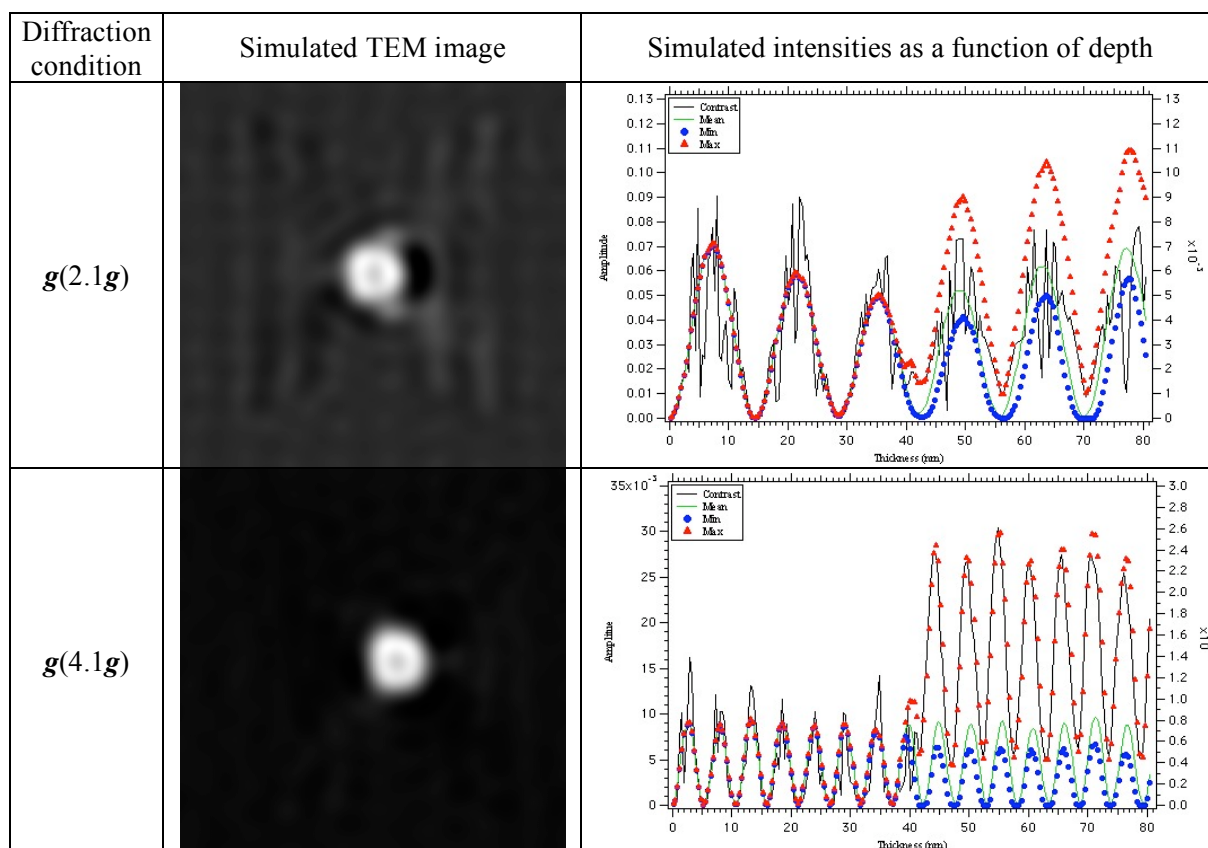 Diffraction
condition
Simulated TEM image
Simulated intensities as a function of depth
g(2.1g)
0.13
0.12
0.11
0.10
0.09
0.08
0.07
0.06
0.05
0.04
0.03
0.02
0.01
0.00
Amplitude
Contrast
Mean
Min
Max
13
12
11
10
9
8
7
6
5
4
3
2
1
0
x10⁻³
0 10 20 30 40 50 60 70 80
Thickness (nm)
g(4.1g)
35x10⁻³
30
25
20
15
10
5
0
Contrast
Mean
Min
Max
3.0
2.8
2.6
2.4
2.2
2.0
1.8
1.6
1.4
1.2
1.0
0.8
0.6
0.4
0.2
0.0
x10
0 10 20 30 40 50 60 70 80
Thickness (nm)